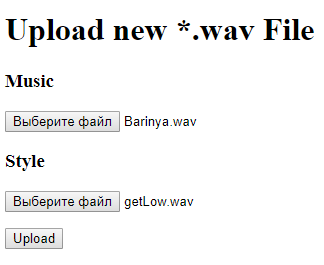 Upload new *.wav File
Music
Выберите файл Barinya.wav
Style
Выберите файл getLow.wav
Upload